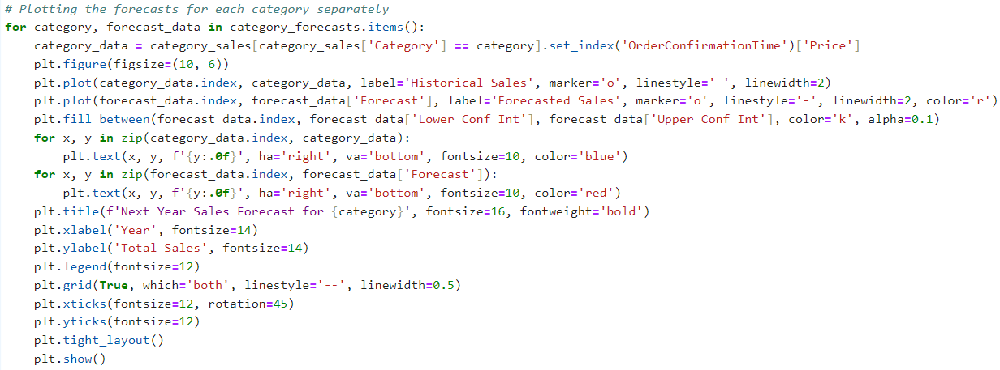 # Plotting the forecasts for each category separately
for category, forecast_data in category_forecasts.items():
    category_data = category_sales[category_sales['Category'] == category].set_index('OrderConfirmationTime')['Price']
    plt.figure(figsize=(10, 6))
    plt.plot(category_data.index, category_data, label='Historical Sales', marker='o', linestyle='-', linewidth=2)
    plt.plot(forecast_data.index, forecast_data['Forecast'], label='Forecasted Sales', marker='o', linestyle='-', linewidth=2, color='r')
    plt.fill_between(forecast_data.index, forecast_data['Lower Conf Int'], forecast_data['Upper Conf Int'], color='k', alpha=0.1)
    for x, y in zip(category_data.index, category_data):
        plt.text(x, y, f'{y:.0f}', ha='right', va='bottom', fontsize=10, color='blue')
    for x, y in zip(forecast_data.index, forecast_data['Forecast']):
        plt.text(x, y, f'{y:.0f}', ha='right', va='bottom', fontsize=10, color='red')
    plt.title(f'Next Year Sales Forecast for {category}', fontsize=16, fontweight='bold')
    plt.xlabel('Year', fontsize=14)
    plt.ylabel('Total Sales', fontsize=14)
    plt.legend(fontsize=12)
    plt.grid(True, which='both', linestyle='--', linewidth=0.5)
    plt.xticks(fontsize=12, rotation=45)
    plt.yticks(fontsize=12)
    plt.tight_layout()
    plt.show()